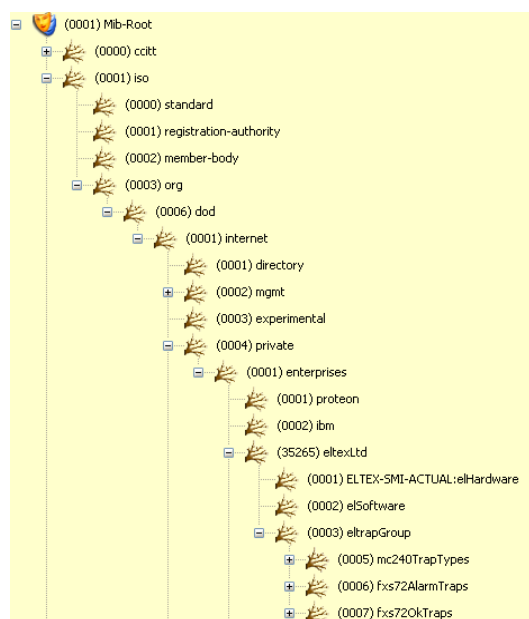 (0001) Mib-Root
(0000) ccitt
(0001) iso
(0000) standard
(0001) registration-authority
(0002) member-body
(0003) org
(0006) dod
(0001) internet
(0001) directory
(0002) mgmt
(0003) experimental
(0004) private
(0001) enterprises
(0001) proteon
(0002) ibm
(35265) eltexLtd
(0001) ELTEX-SMI-ACTUAL:elHardware
(0002) elSoftware
(0003) eltrapGroup
(0005) mc240TrapTypes
(0006) fxs72AlarmTraps
(0007) fxs72OkTraps